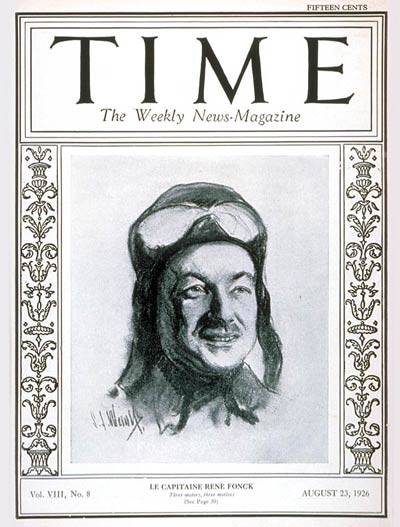 FIFTEEN CENTS
TIME
The Weekly News-Magazine
LE CAPITAINE RENE FONCK
Three motors, three motives
(See Page 30)
Vol. VIII, No. 8
AUGUST 23, 1926